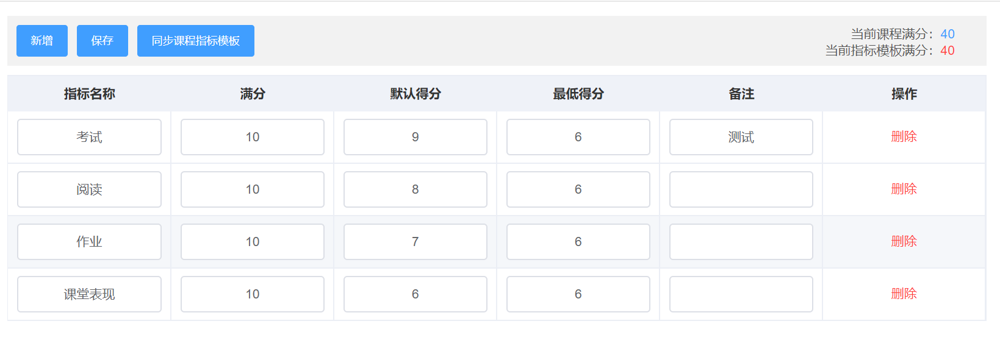 新增 保存 同步课程指标模板
当前课程满分：40
当前指标模板满分：40
指标名称 满分 默认得分 最低得分 备注 操作
考试 10 9 6 测试 删除
阅读 10 8 6 删除
作业 10 7 6 删除
课堂表现 10 6 6 删除